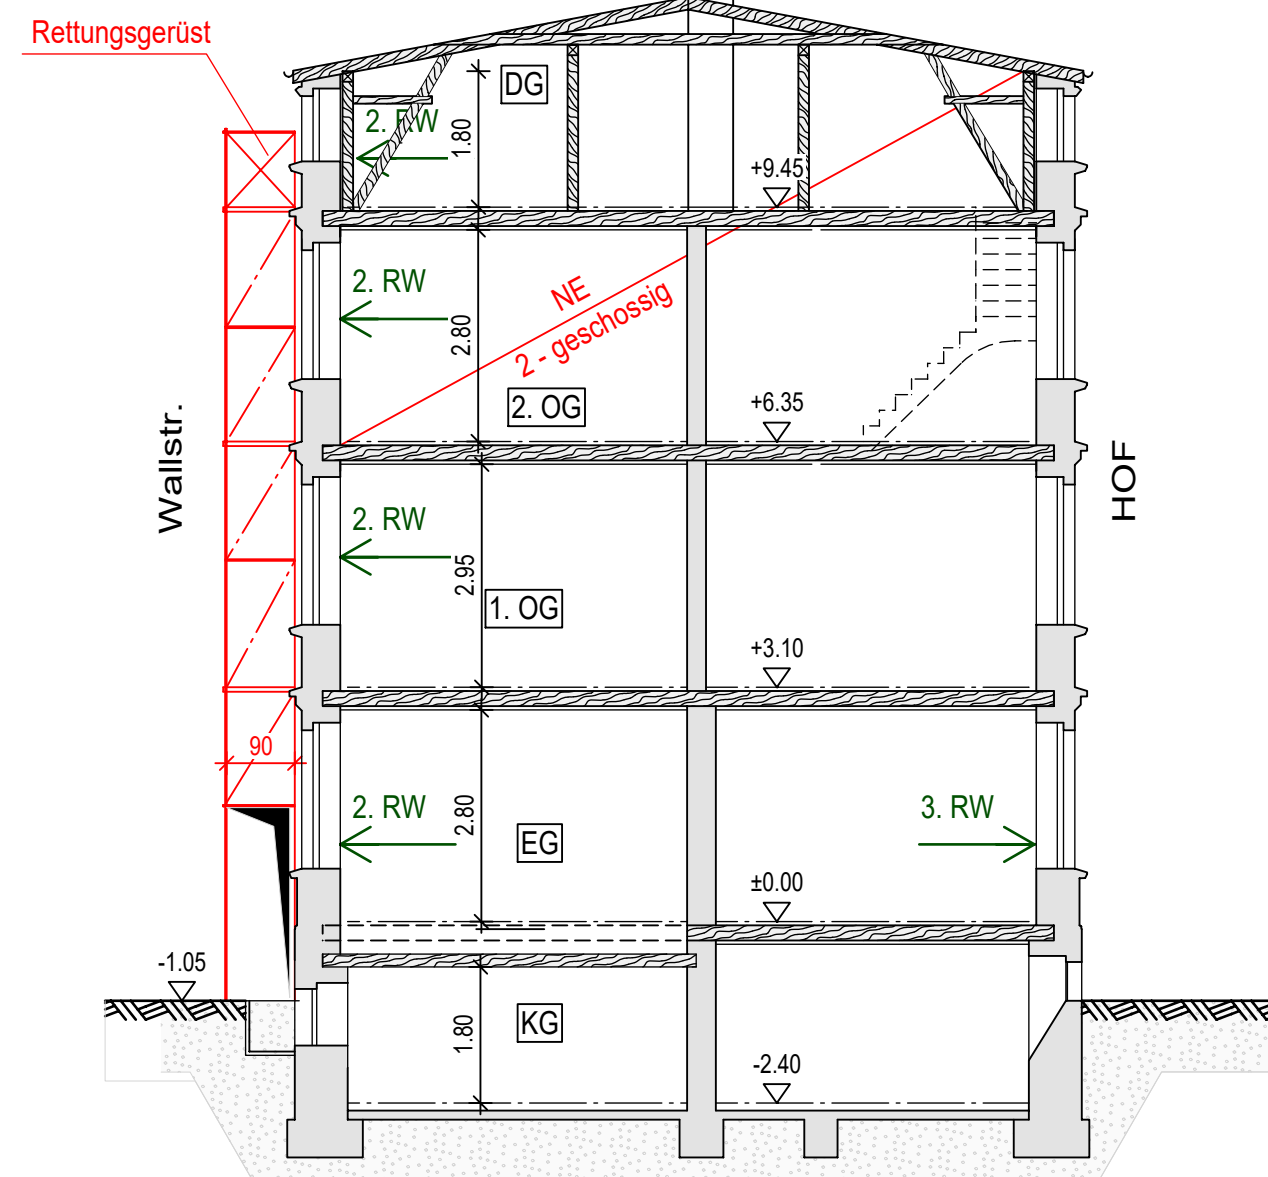 Rettungsgerüst
DG
2. RW
1.80
+9.45
2. RW
2.80
NE
2 - geschossig
2. OG
+6.35
Wallstr.
HOF
2. RW
2.95
1. OG
+3.10
90
2. RW
2.80
EG
3. RW
±0.00
-1.05
1.80
KG
-2.40